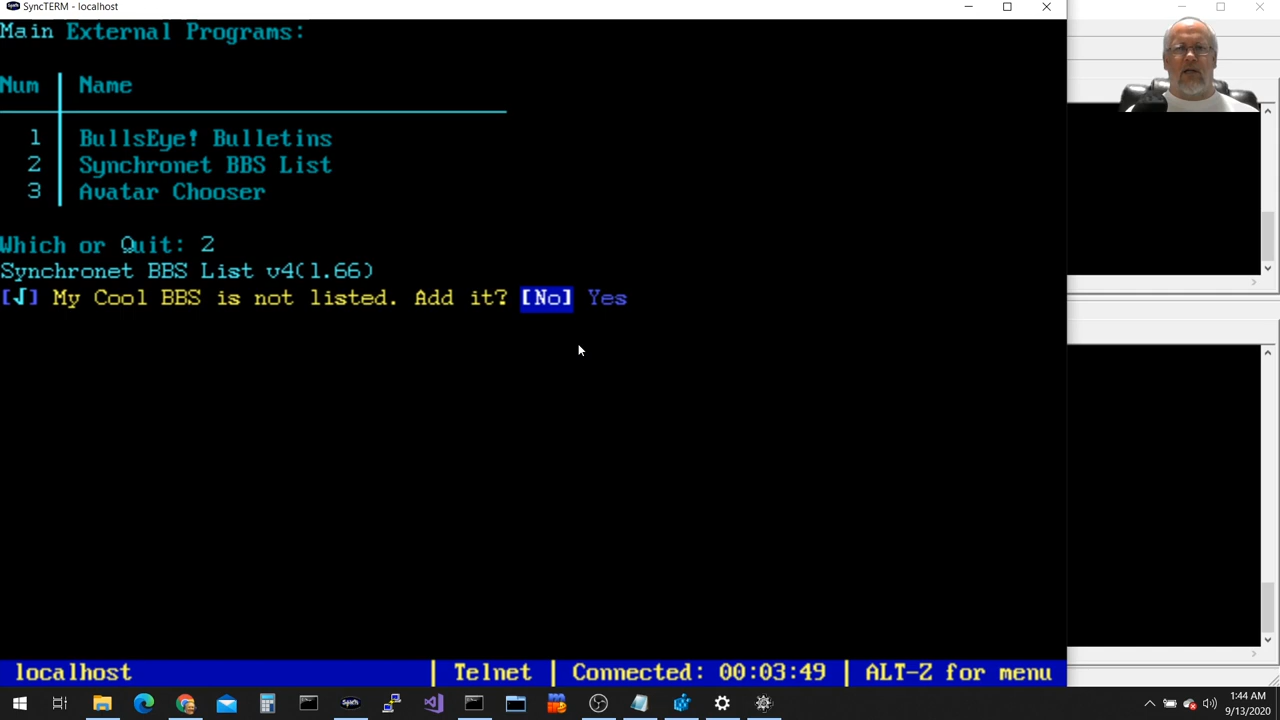 SyncTERM - localhost
Main External Programs:
Num Name
1 BullsEye! Bulletins
2 Synchronet BBS List
3 Avatar Chooser
Which or Quit: 2
Synchronet BBS List v4(1.66)
[√] My Cool BBS is not listed. Add it? [No] Yes
localhost | Telnet | Connected: 00:03:49 | ALT-Z for menu
1:44 AM
9/13/2020